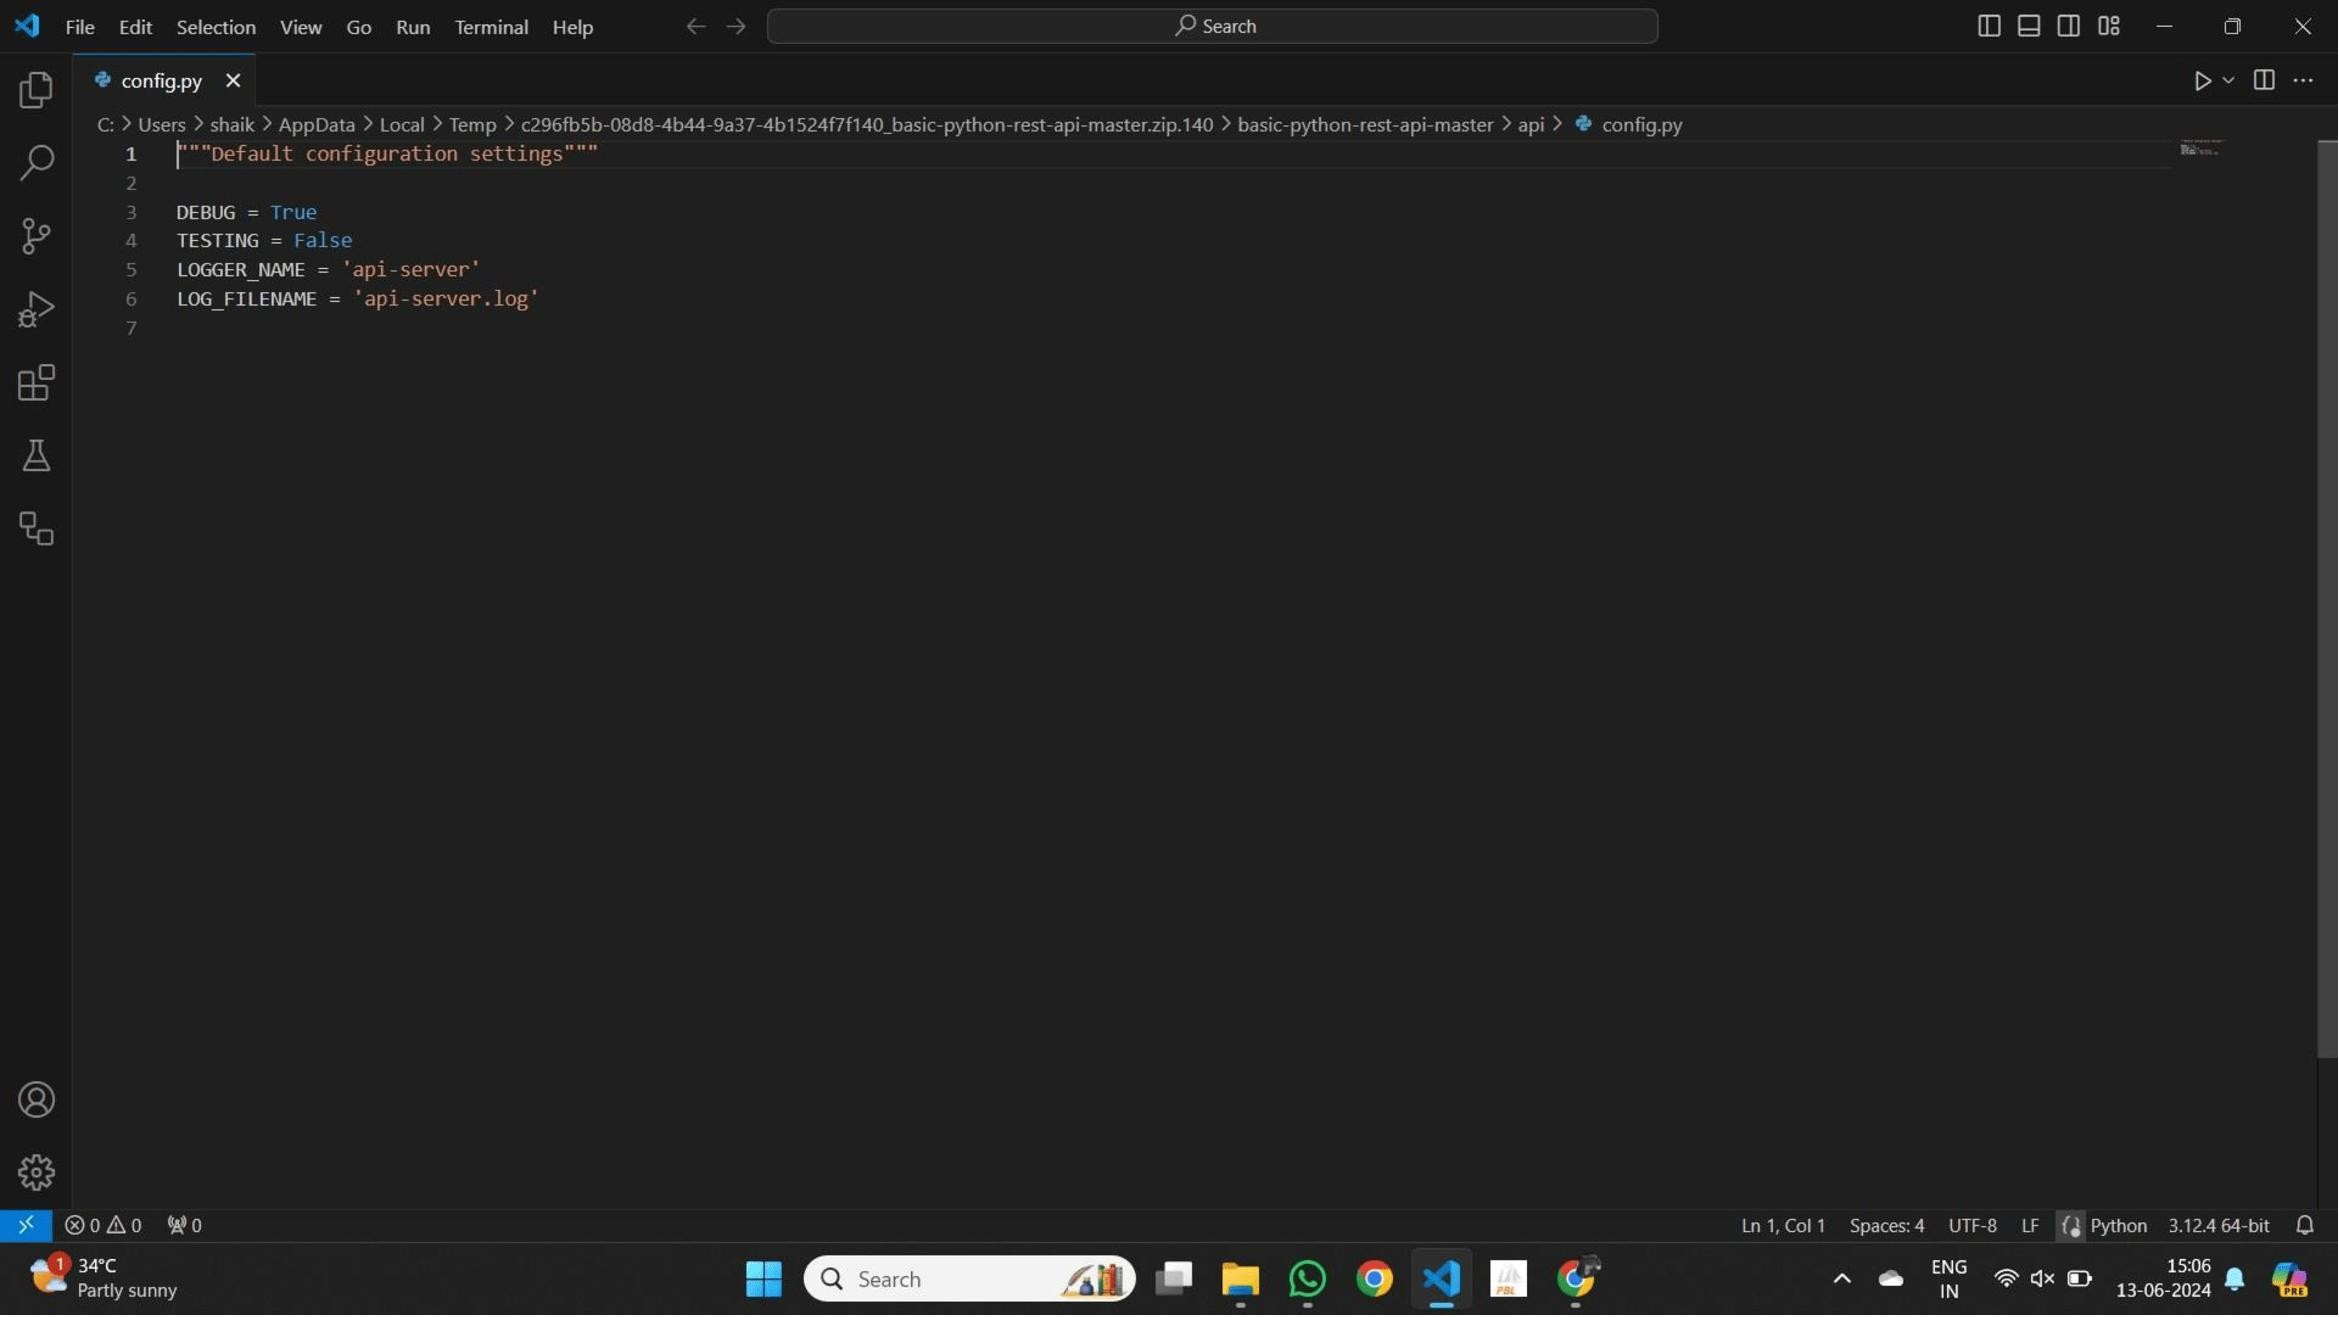 File Edit Selection View Go Run Terminal Help
Search
config.py
C: > Users > shaik > AppData > Local > Temp > c296fb5b-08d8-4b44-9a37-4b1524f7f140_basic-python-rest-api-master.zip.140 > basic-python-rest-api-master > api > config.py
1 """Default configuration settings"""
2
3 DEBUG = True
4 TESTING = False
5 LOGGER_NAME = 'api-server'
6 LOG_FILENAME = 'api-server.log'
7
0 0 0 Ln 1, Col 1 Spaces: 4 UTF-8 LF Python 3.12.4 64-bit
1 34°C
Partly sunny
Search
PBL
ENG
IN
15:06
13-06-2024
PRE